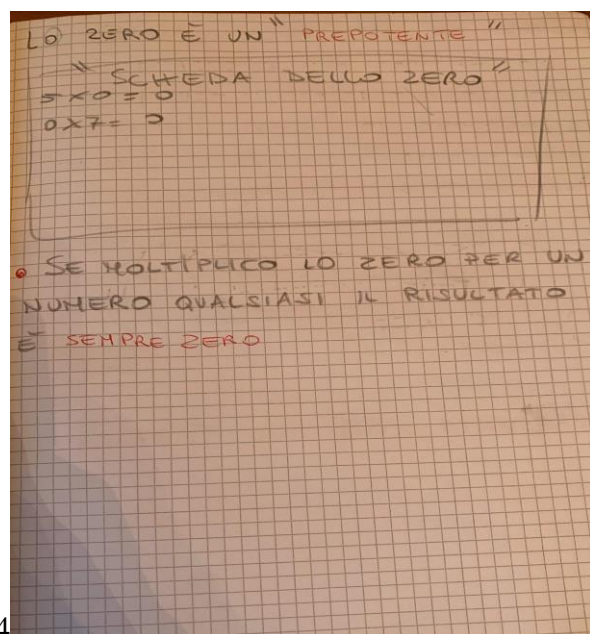 LO ZERO È UN "PREPOTENTE"
"SCHEDA DELLO ZERO"
5×0=0
0×7=0
• SE MOLTIPLICO LO ZERO PER UN
NUMERO QUALSIASI IL RISULTATO
È SEMPRE ZERO
1